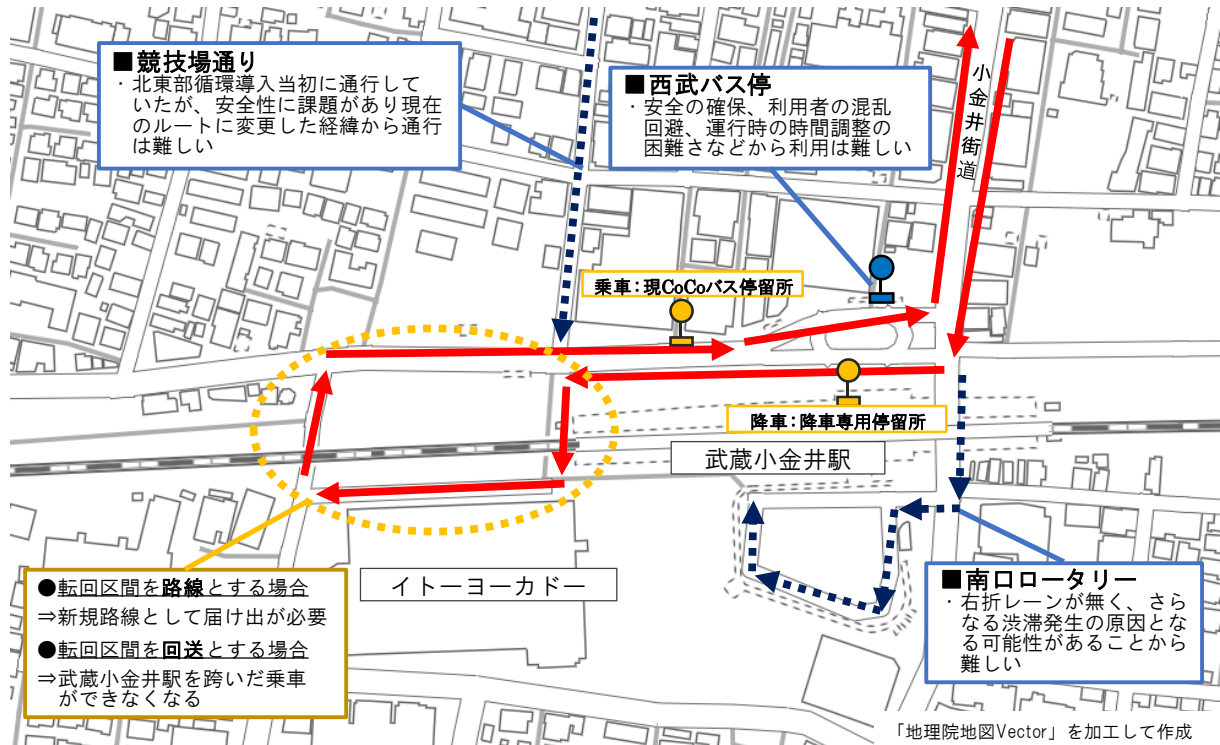 ■競技場通り
・北東部循環導入当初に通行して
いたが、安全性に課題があり現在
のルートに変更した経緯から通行
は難しい
■西武バス停
・安全の確保、利用者の混乱
回避、運行時の時間調整の
困難さなどから利用は難しい
小金井街道
乗車：現CoCoバス停留所
降車：降車専用停留所
武蔵小金井駅
イトーヨーカドー
●転回区間を路線とする場合
⇒新規路線として届け出が必要
●転回区間を回送とする場合
⇒武蔵小金井駅を跨いだ乗車
ができなくなる
■南口ロータリー
・右折レーンが無く、さら
なる渋滞発生の原因とな
る可能性があることから
難しい
「地理院地図Vector」を加工して作成